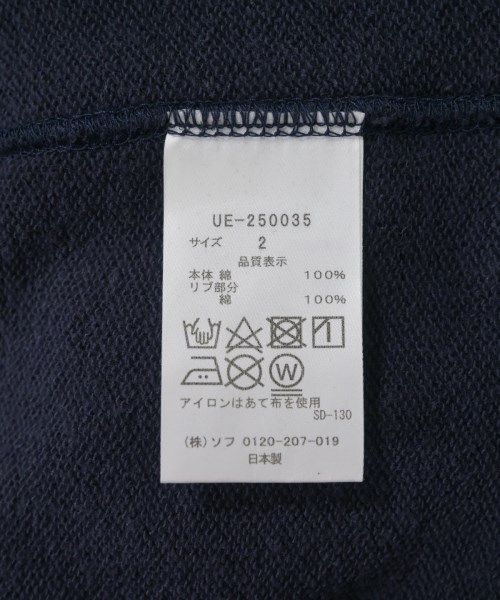 UE-250035
サイズ 2
品質表示
本体 綿 100%
リブ部分
綿 100%
W
アイロンはあて布を使用
SD-130
(株)ソフ 0120-207-019
日本製